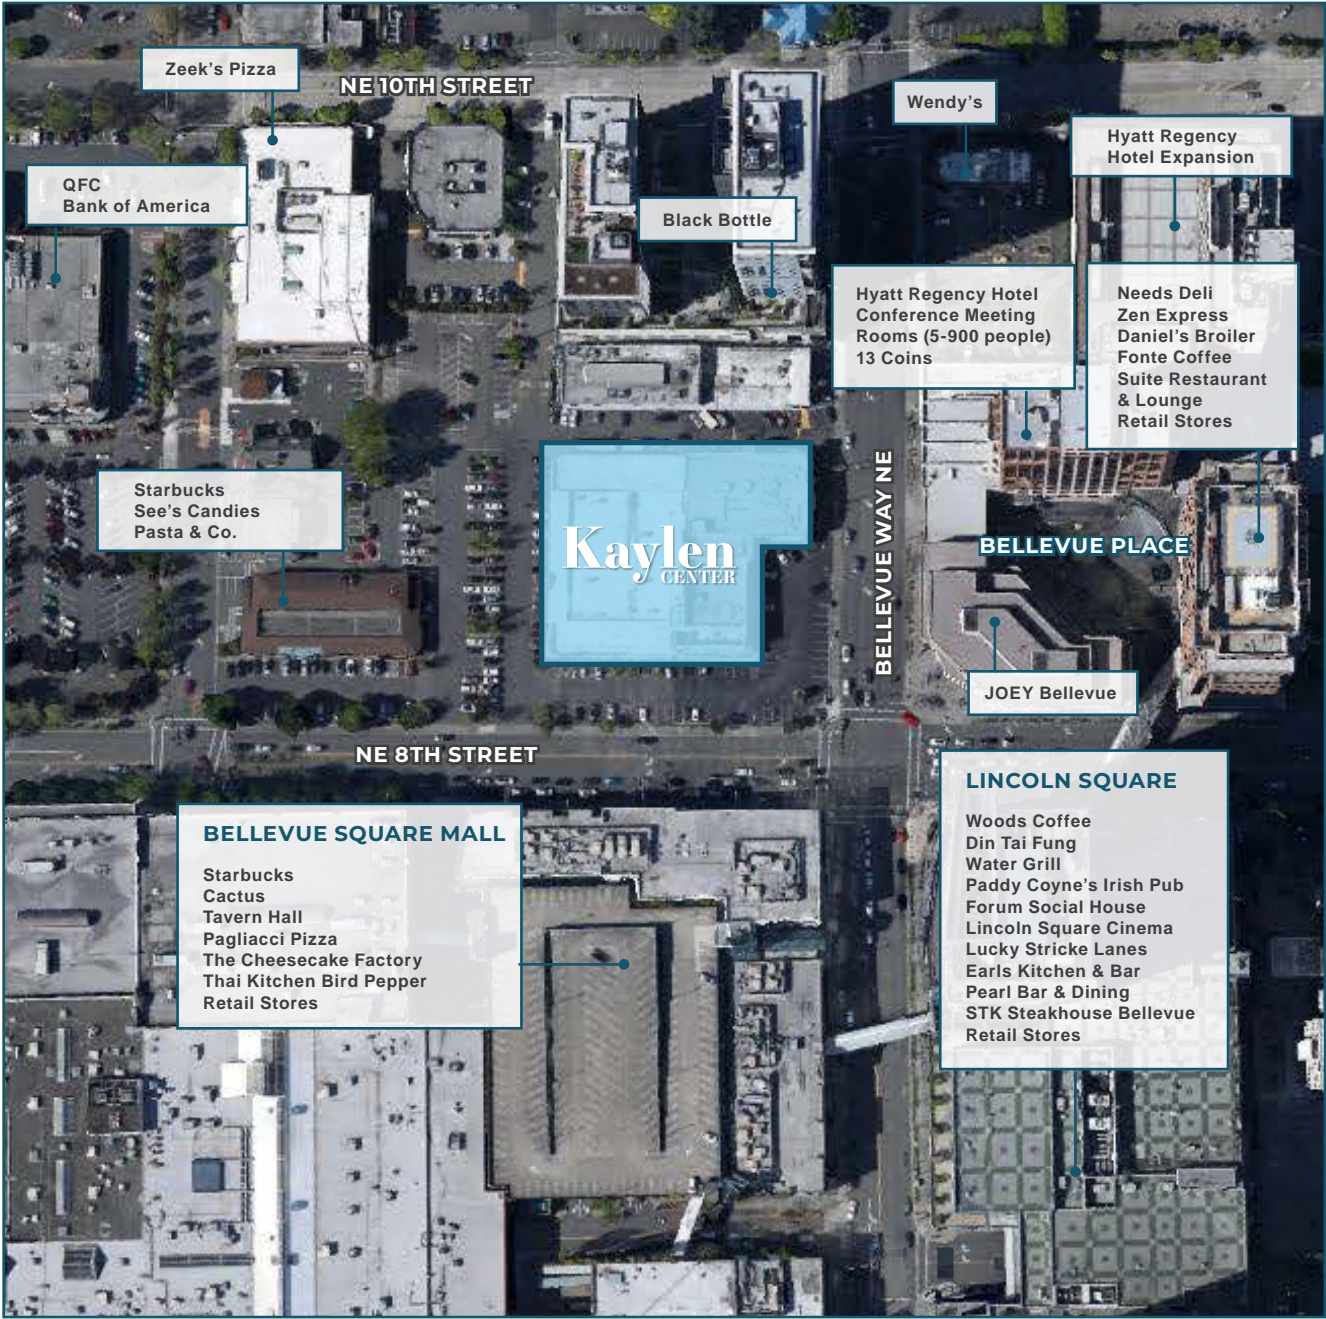 Zeek's Pizza
NE 10TH STREET
Wendy's
Hyatt Regency
Hotel Expansion
QFC
Bank of America
Black Bottle
Hyatt Regency Hotel
Conference Meeting
Rooms (5-900 people)
13 Coins
Needs Deli
Zen Express
Daniel's Broiler
Fonte Coffee
Suite Restaurant
& Lounge
Retail Stores
Starbucks
See's Candies
Pasta & Co.
Kaylen
CENTER
BELLEVUE WAY NE
BELLEVUE PLACE
JOEY Bellevue
NE 8TH STREET
BELLEVUE SQUARE MALL
Starbucks
Cactus
Tavern Hall
Pagliacci Pizza
The Cheesecake Factory
Thai Kitchen Bird Pepper
Retail Stores
LINCOLN SQUARE
Woods Coffee
Din Tai Fung
Water Grill
Paddy Coyne's Irish Pub
Forum Social House
Lincoln Square Cinema
Lucky Stricke Lanes
Earls Kitchen & Bar
Pearl Bar & Dining
STK Steakhouse Bellevue
Retail Stores